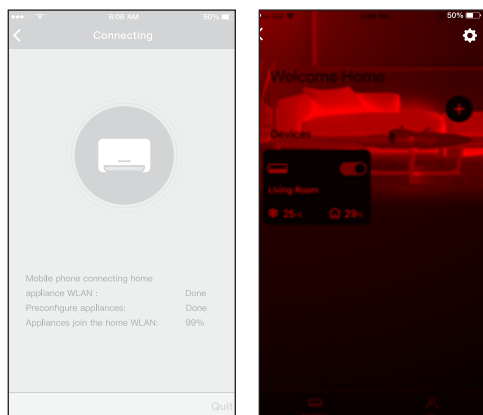 8:08 AM 50%
Connecting
Mobile phone connecting home
appliance WLAN : Done
Preconfigure appliances: Done
Appliances join the home WLAN: 99%
Quit
50%
Welcome Home
Devices
Living Room
25°C 29°C